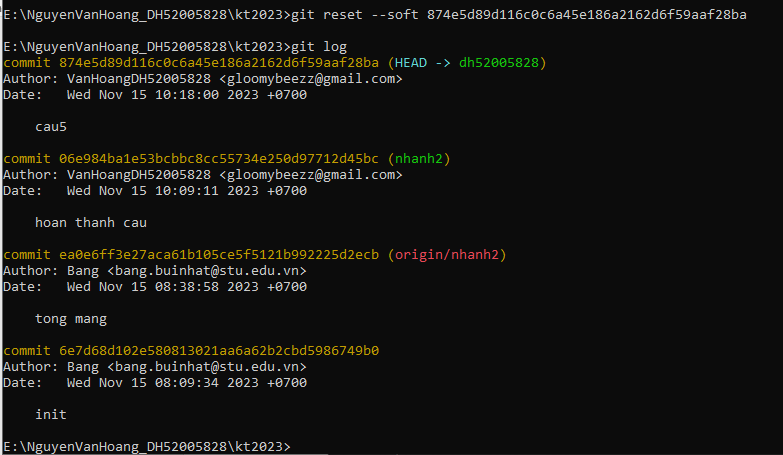 E:\NguyenVanHoang_DH52005828\kt2023>git reset --soft 874e5d89d116c0c6a45e186a2162d6f59aaf28ba
E:\NguyenVanHoang_DH52005828\kt2023>git log
commit 874e5d89d116c0c6a45e186a2162d6f59aaf28ba (HEAD -> dh52005828)
Author: VanHoangDH52005828 <gloomybeezz@gmail.com>
Date:   Wed Nov 15 10:18:00 2023 +0700
cau5
commit 06e984ba1e53bcbbc8cc55734e250d97712d45bc (nhanh2)
Author: VanHoangDH52005828 <gloomybeezz@gmail.com>
Date:   Wed Nov 15 10:09:11 2023 +0700
hoan thanh cau
commit ea0e6ff3e27aca61b105ce5f5121b992225d2ecb (origin/nhanh2)
Author: Bang <bang.buinhat@stu.edu.vn>
Date:   Wed Nov 15 08:38:58 2023 +0700
tong mang
commit 6e7d68d102e580813021aa6a62b2cbd5986749b0
Author: Bang <bang.buinhat@stu.edu.vn>
Date:   Wed Nov 15 08:09:34 2023 +0700
init
E:\NguyenVanHoang_DH52005828\kt2023>